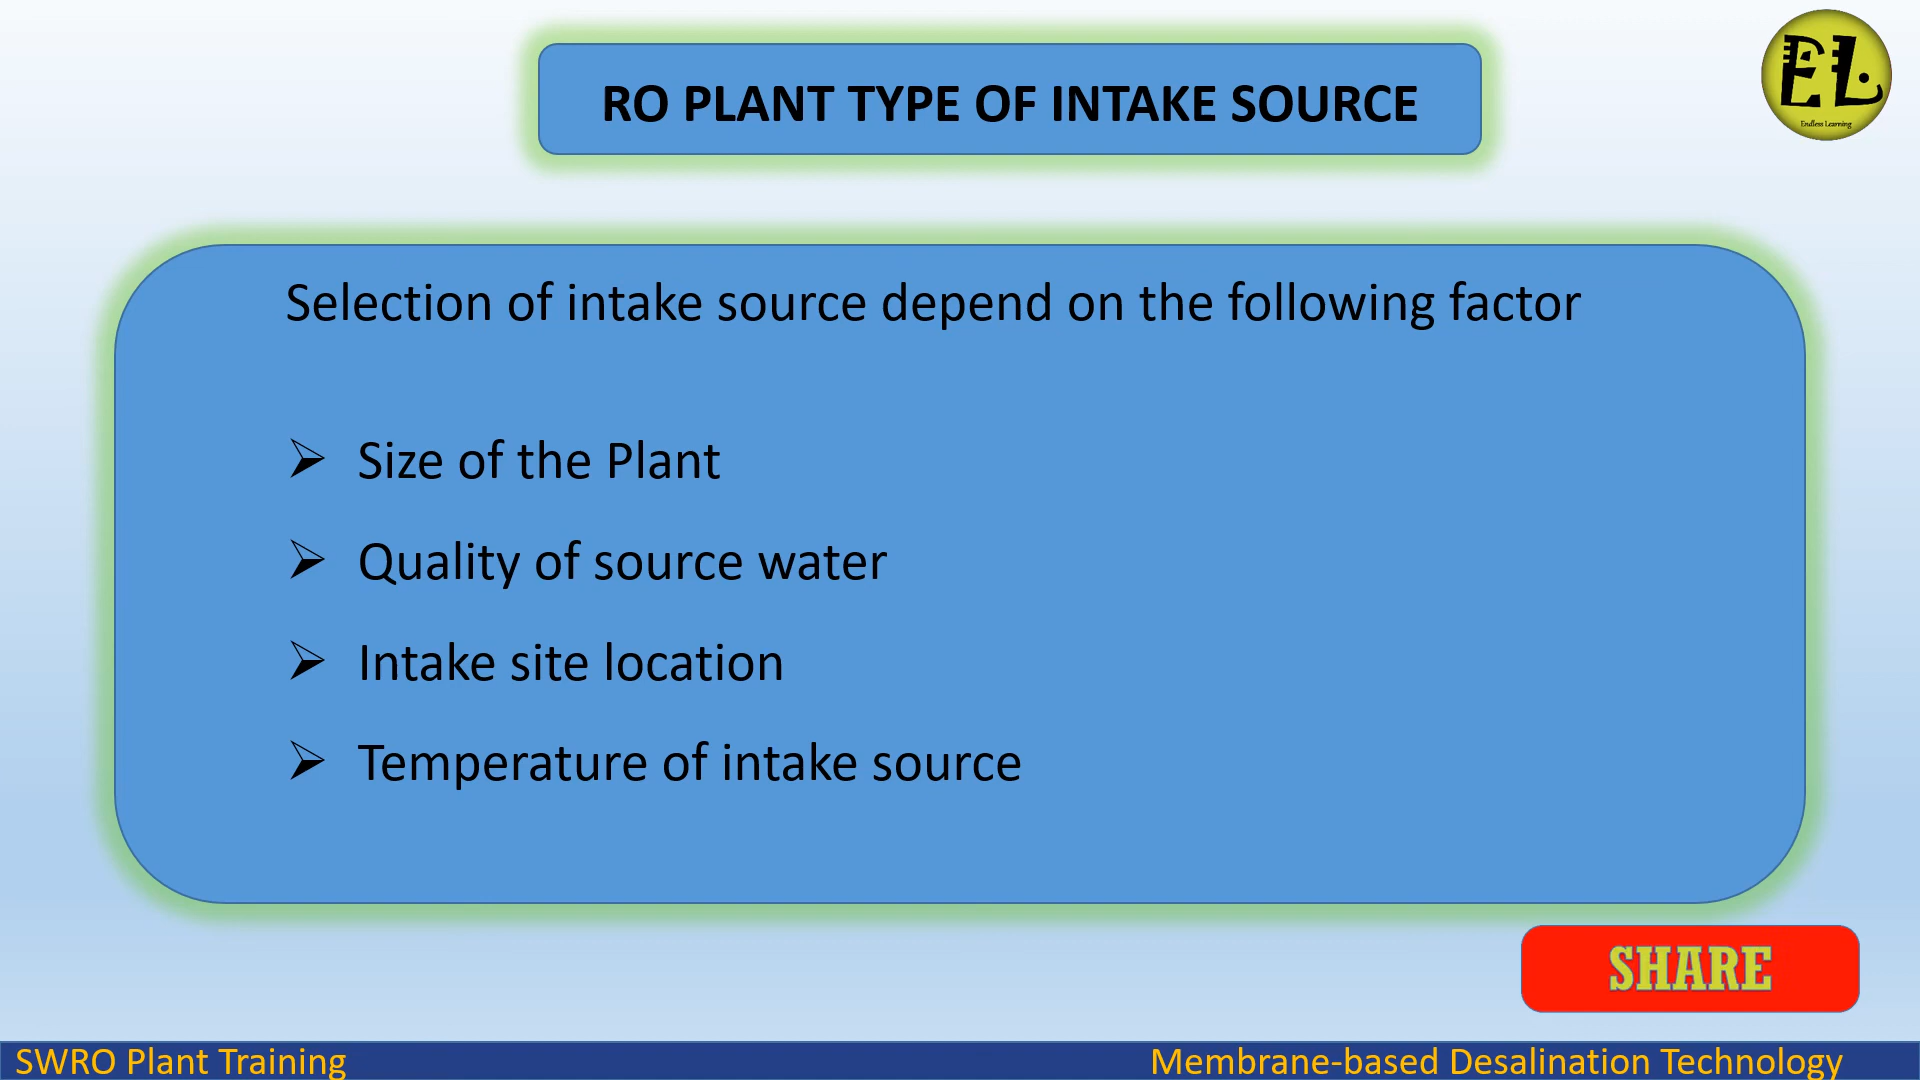 RO PLANT TYPE OF INTAKE SOURCE
EL
Endless Learning
Selection of intake source depend on the following factor
➢ Size of the Plant
➢ Quality of source water
➢ Intake site location
➢ Temperature of intake source
SHARE
SWRO Plant Training
Membrane-based Desalination Technology